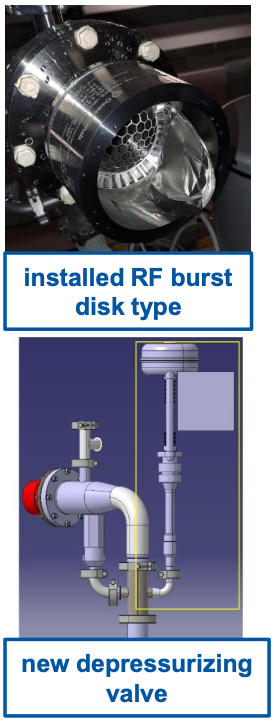 installed RF burst
disk type
new depressurizing
valve